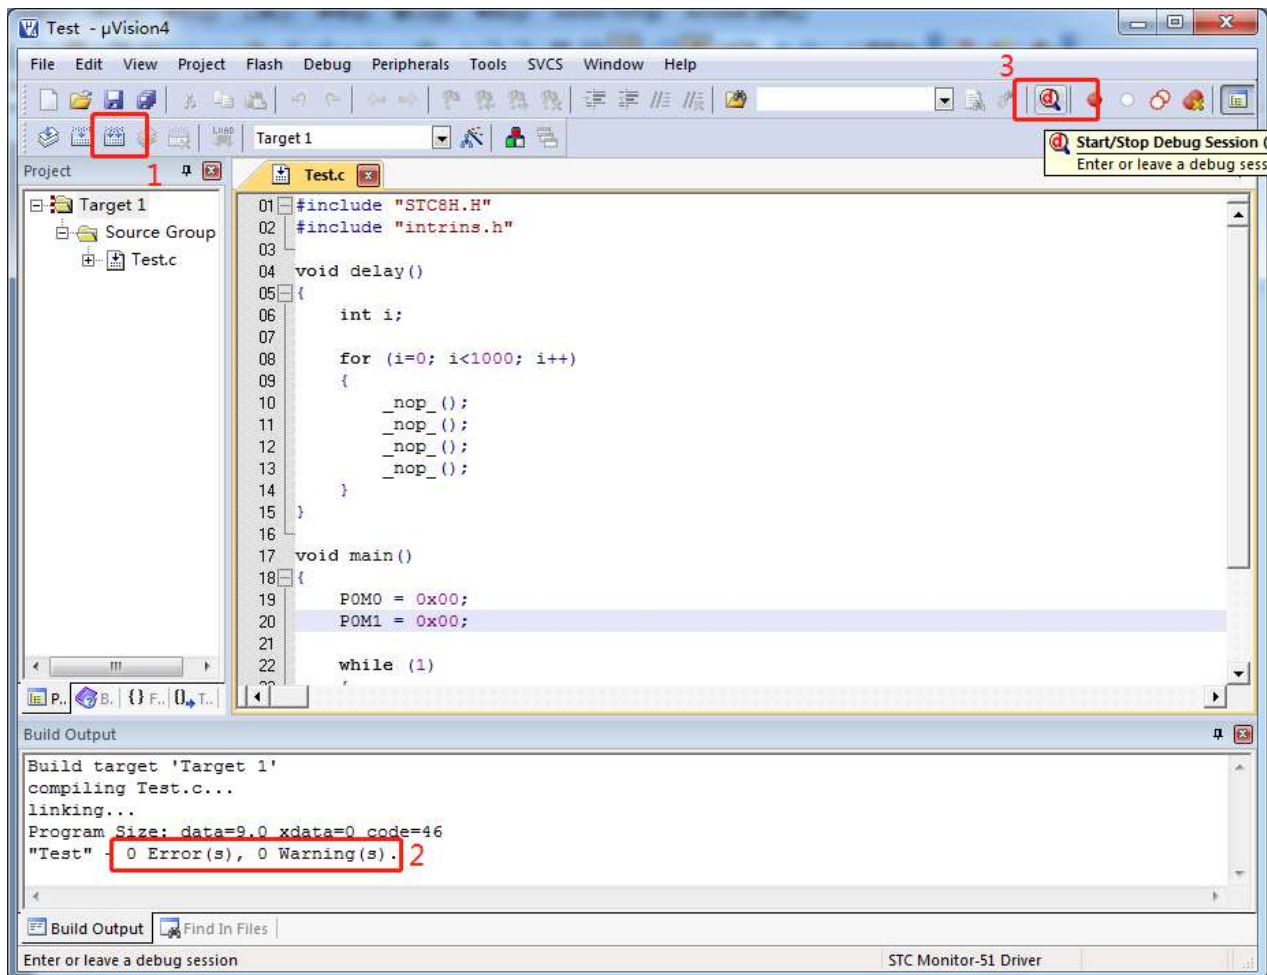 Test - µVision4
File Edit View Project Flash Debug Peripherals Tools SVCS Window Help
3
LOAD
Target 1
Start/Stop Debug Session (
Enter or leave a debug sess
1
Project
Test.c
Target 1
Source Group
Test.c
01 #include "STC8H.H"
02 #include "intrins.h"
03
04 void delay()
05 {
06 int i;
07
08 for (i=0; i<1000; i++)
09 {
10 _nop_();
11 _nop_();
12 _nop_();
13 _nop_();
14 }
15 }
16
17 void main()
18 {
19 P0M0 = 0x00;
20 P0M1 = 0x00;
21
22 while (1)
P.. B. {} F.. 0 T..
Build Output
Build target 'Target 1'
compiling Test.c...
linking...
Program Size: data=9.0 xdata=0 code=46
"Test" - 0 Error(s), 0 Warning(s).
2
Build Output Find In Files
Enter or leave a debug session STC Monitor-51 Driver